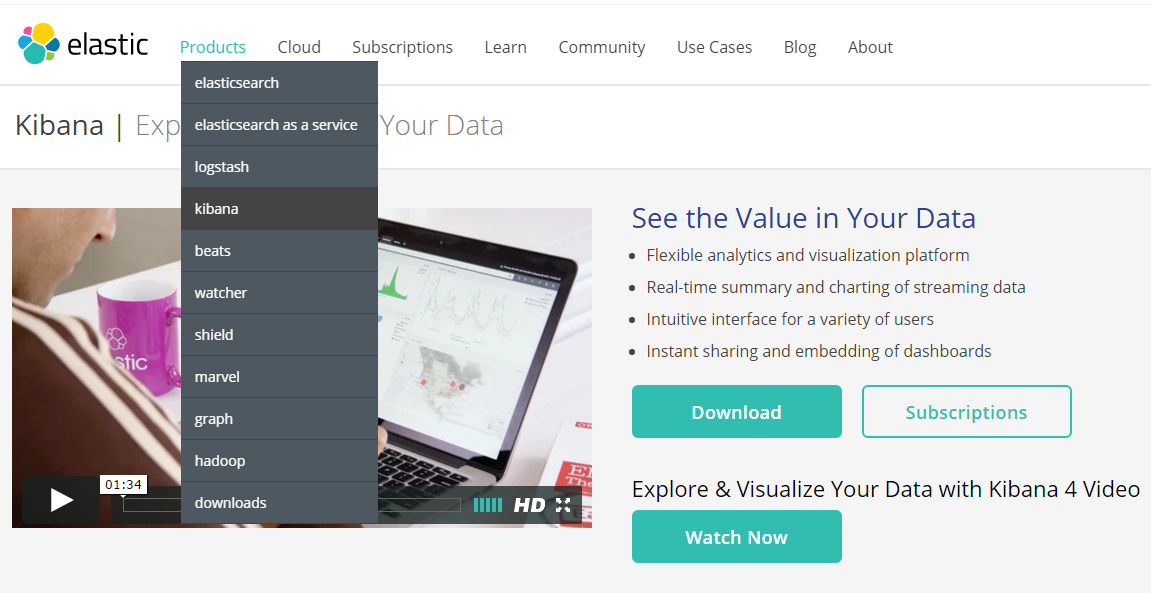 elastic
Products Cloud Subscriptions Learn Community Use Cases Blog About
elasticsearch
elasticsearch as a service
logstash
kibana
beats
watcher
shield
marvel
graph
hadoop
downloads
Kibana | Exp Your Data
stic
01:34
HD
See the Value in Your Data
Flexible analytics and visualization platform
Real-time summary and charting of streaming data
Intuitive interface for a variety of users
Instant sharing and embedding of dashboards
Download Subscriptions
Explore & Visualize Your Data with Kibana 4 Video
Watch Now